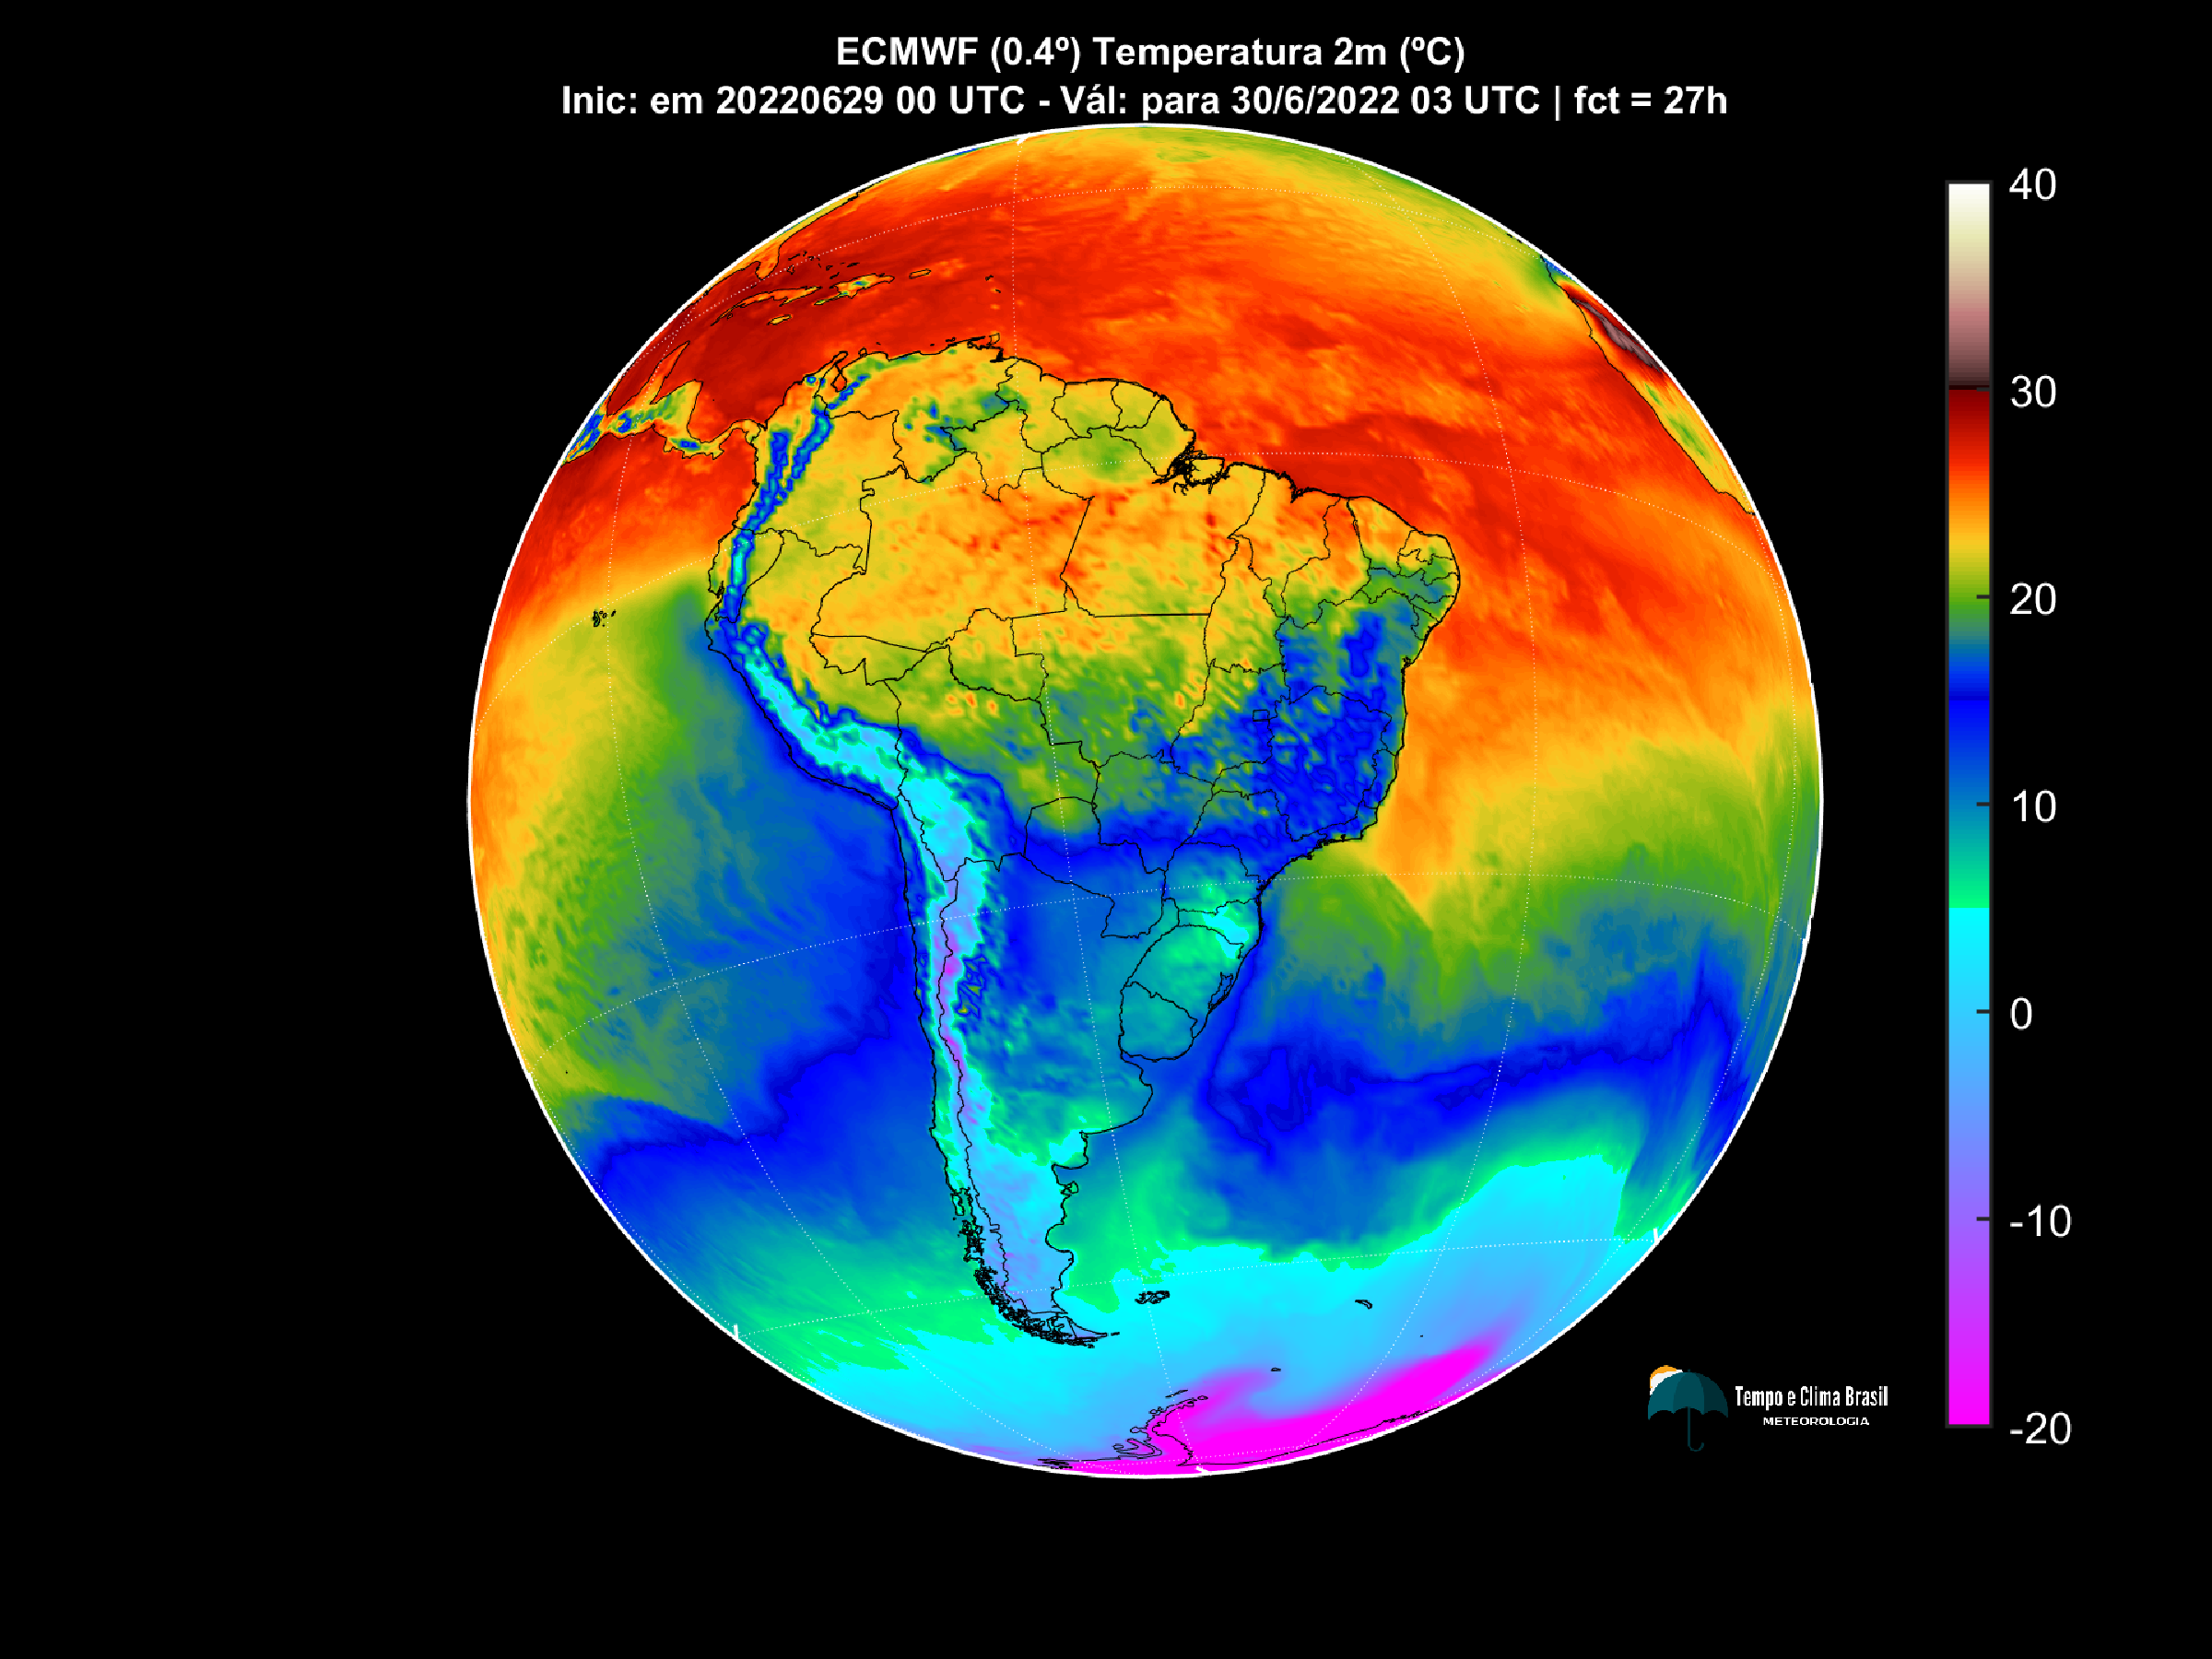 ECMWF (0.4º) Temperatura 2m (ºC)
Inic: em 20220629 00 UTC - Vál: para 30/6/2022 03 UTC | fct = 27h
40
30
20
10
0
-10
-20
Tempo e Clima Brasil
METEOROLOGIA